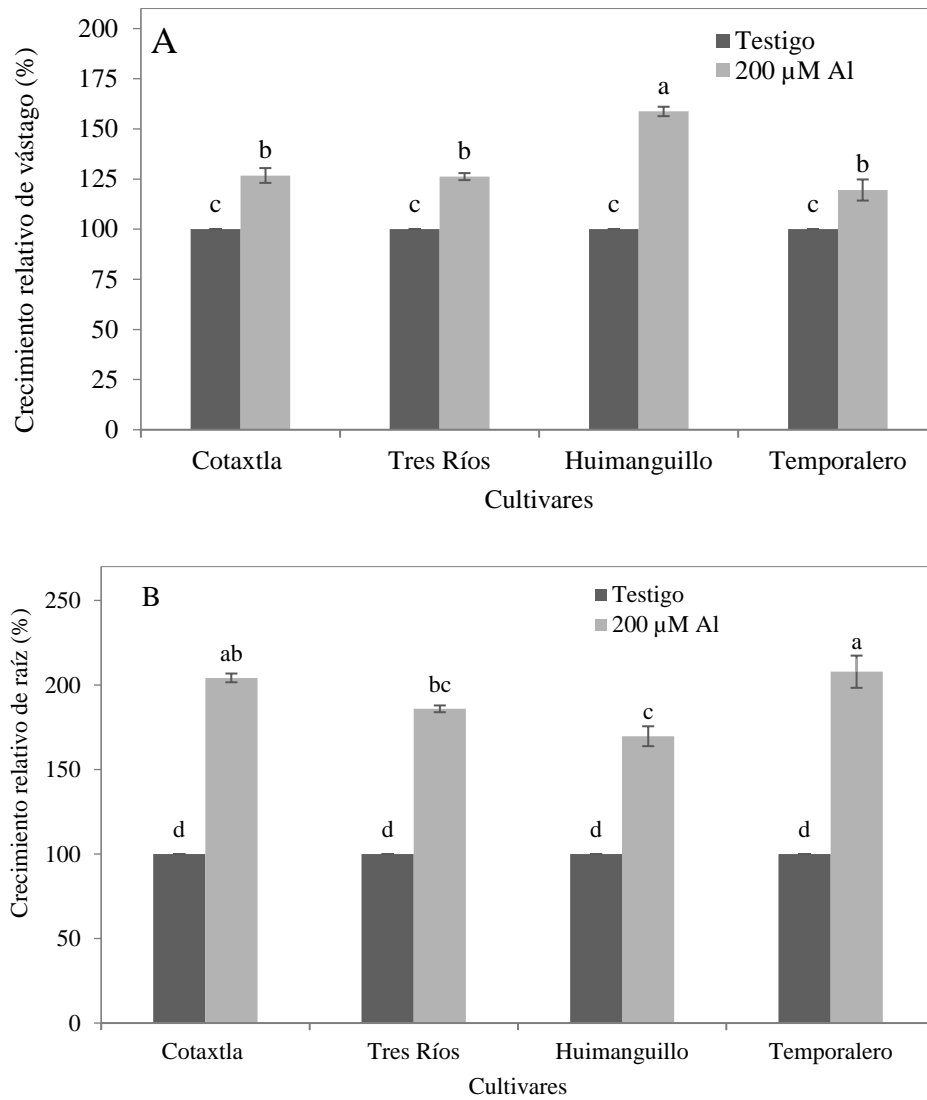 A
Testigo
200 µM Al
Crecimiento relativo de vástago (%)
200
175
150
125
100
75
50
25
0
c b c b c a c b
Cotaxtla Tres Ríos Huimanguillo Temporalero
Cultivares
B
Testigo
200 µM Al
Crecimiento relativo de raíz (%)
250
200
150
100
50
0
d ab d bc d c d a
Cotaxtla Tres Ríos Huimanguillo Temporalero
Cultivares